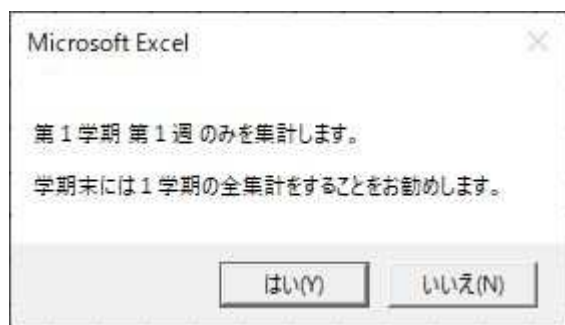 Microsoft Excel
第１学期 第１週 のみを集計します。
学期末には１学期の全集計をすることをお勧めします。
はい(Y)
いいえ(N)